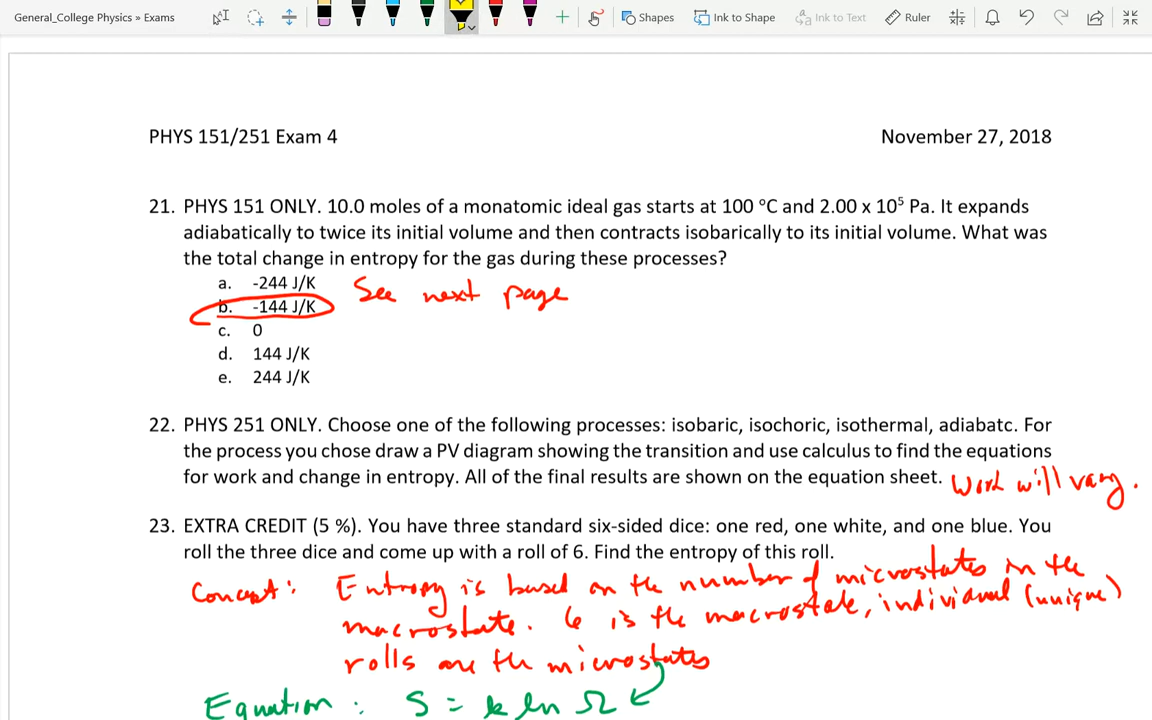 General_College Physics » Exams
Shapes
Ink to Shape
Ink to Text
Ruler
PHYS 151/251 Exam 4
November 27, 2018
21. PHYS 151 ONLY. 10.0 moles of a monatomic ideal gas starts at 100 °C and 2.00 x 10⁵ Pa. It expands
adiabatically to twice its initial volume and then contracts isobarically to its initial volume. What was
the total change in entropy for the gas during these processes?
a. -244 J/K
See next page
b. -144 J/K
c. 0
d. 144 J/K
e. 244 J/K
22. PHYS 251 ONLY. Choose one of the following processes: isobaric, isochoric, isothermal, adiabatc. For
the process you chose draw a PV diagram showing the transition and use calculus to find the equations
for work and change in entropy. All of the final results are shown on the equation sheet.
Work will vary.
23. EXTRA CREDIT (5 %). You have three standard six-sided dice: one red, one white, and one blue. You
roll the three dice and come up with a roll of 6. Find the entropy of this roll.
Concept: Entropy is based on the number of microstates in the
macrostate. 6 is the macrostate, individual (unique)
rolls are the microstates
Equation: S = k ln Ω